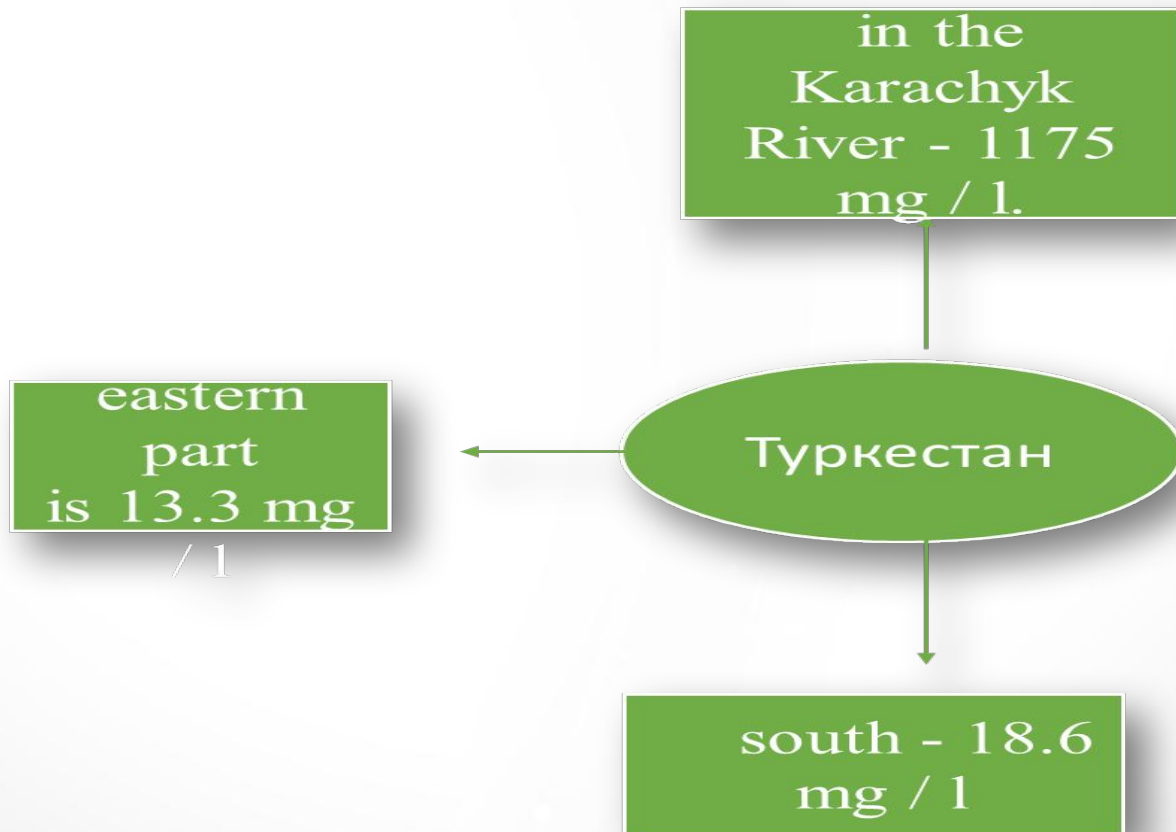 in the
Karachyk
River - 1175
mg / l.
eastern
part
is 13.3 mg
/ l
Туркестан
south - 18.6
mg / l